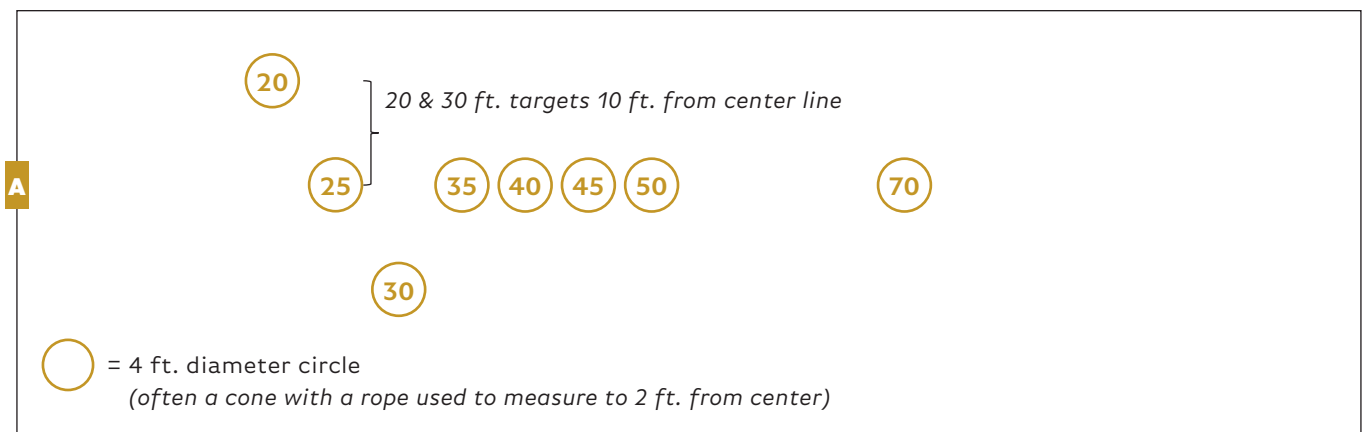 20
20 & 30 ft. targets 10 ft. from center line
A
25
35
40
45
50
70
30
= 4 ft. diameter circle
(often a cone with a rope used to measure to 2 ft. from center)